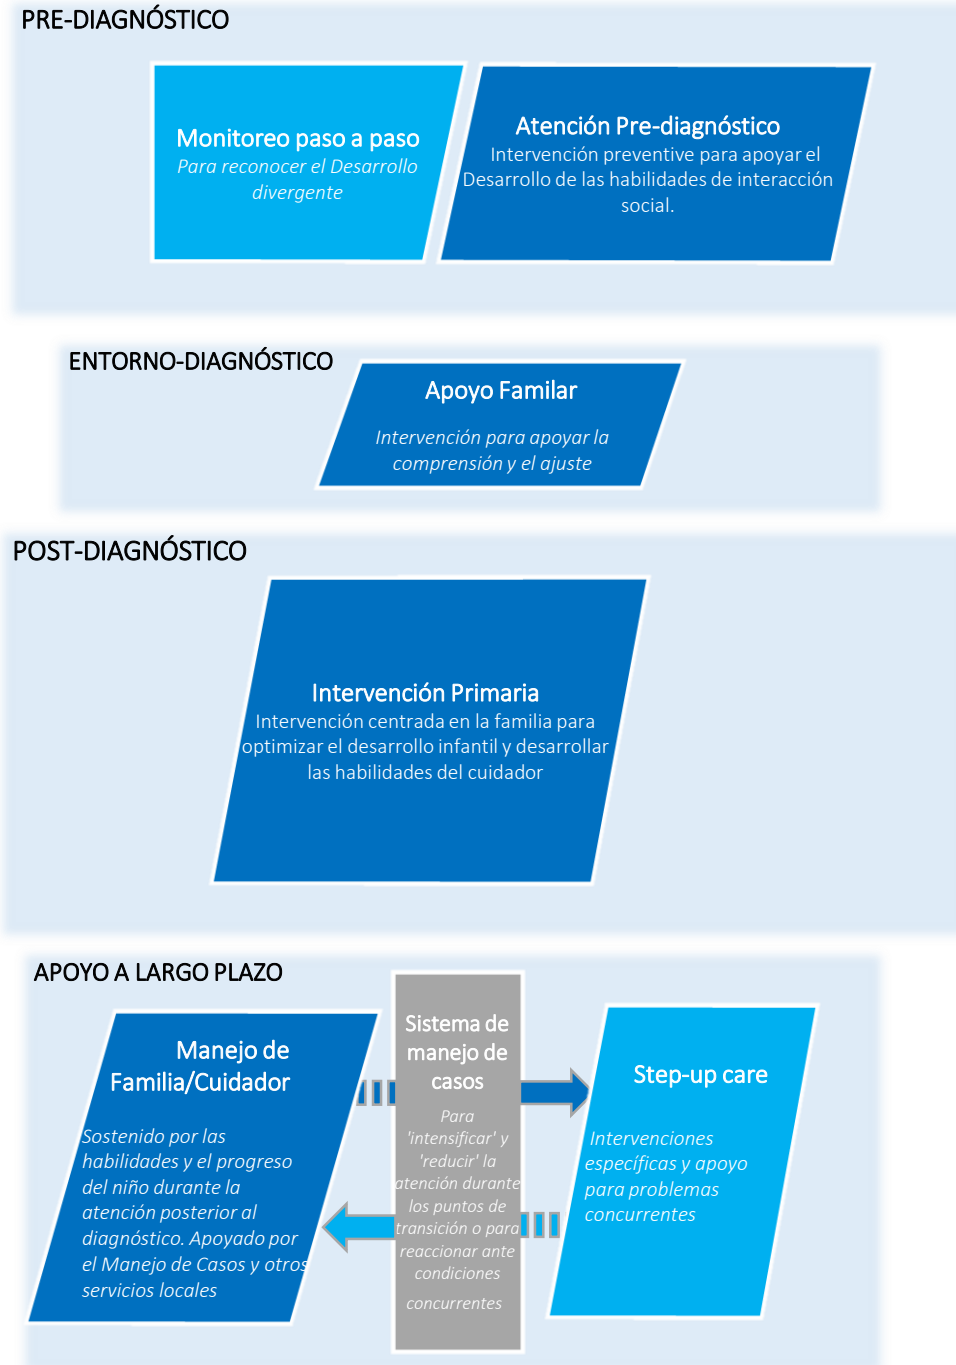 PRE-DIAGNÓSTICO
Monitoreo paso a paso
Para reconocer el Desarrollo
divergente
Atención Pre-diagnóstico
Intervención preventive para apoyar el
Desarrollo de las habilidades de interacción
social.
ENTORNO-DIAGNÓSTICO
Apoyo Familar
Intervención para apoyar la
comprensión y el ajuste
POST-DIAGNÓSTICO
Intervención Primaria
Intervención centrada en la familia para
optimizar el desarrollo infantil y desarrollar
las habilidades del cuidador
APOYO A LARGO PLAZO
Manejo de
Familia/Cuidador
Sostenido por las
habilidades y el progreso
del niño durante la
atención posterior al
diagnóstico. Apoyado por
el Manejo de Casos y otros
servicios locales
Sistema de
manejo de
casos
Para
'intensificar' y
'reducir' la
atención durante
los puntos de
transición o para
reaccionar ante
condiciones
concurrentes
Step-up care
Intervenciones
específicas y apoyo
para problemas
concurrentes